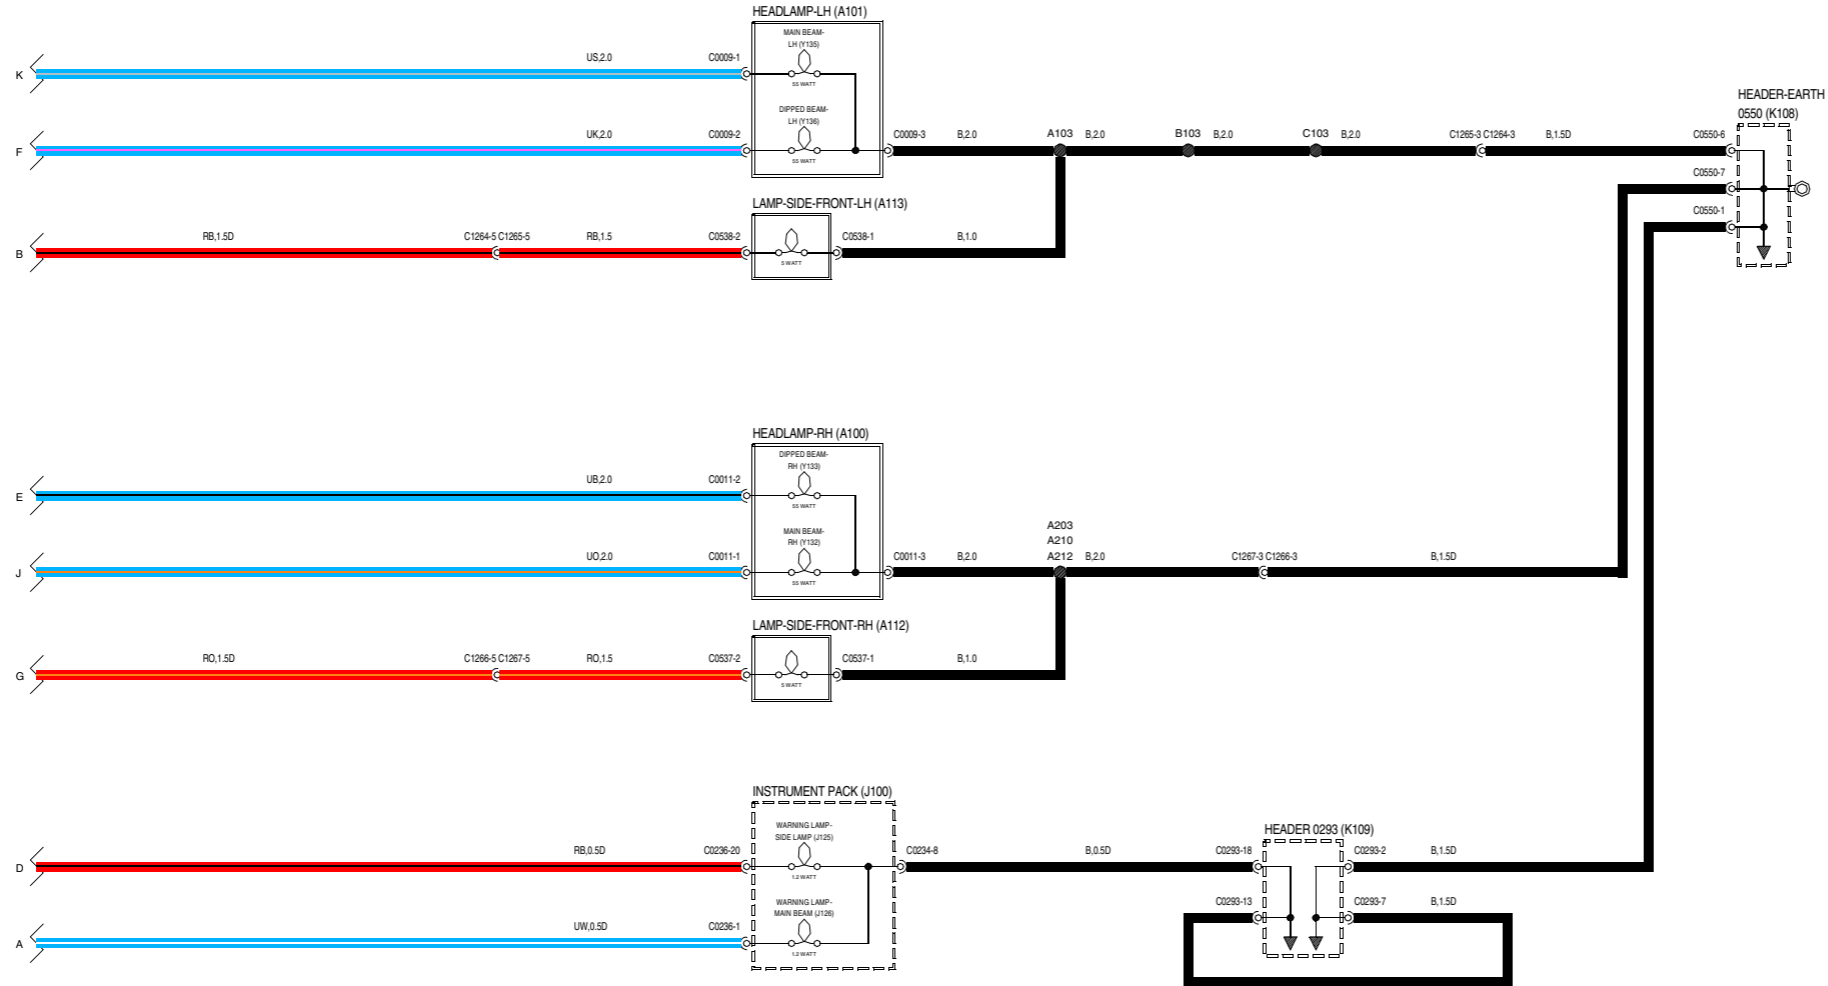 HEADLAMP-LH (A101)
MAIN BEAM-
LH (Y135)
K
US,2.0
C0009-1
55 WATT
HEADER-EARTH
0550 (K108)
DIPPED BEAM-
LH (Y136)
F
UK,2.0
C0009-2
55 WATT
C0009-3
B,2.0
A103
B,2.0
B103
B,2.0
C103
B,2.0
C1265-3 C1264-3
B,1.5D
C0550-6
C0550-7
C0550-1
LAMP-SIDE-FRONT-LH (A113)
B
RB,1.5D
C1264-5 C1265-5
RB,1.5
C0538-2
5 WATT
C0538-1
B,1.0
HEADLAMP-RH (A100)
DIPPED BEAM-
RH (Y133)
E
UB,2.0
C0011-2
55 WATT
MAIN BEAM-
RH (Y132)
J
UO,2.0
C0011-1
55 WATT
C0011-3
B,2.0
A203
A210
A212
B,2.0
C1267-3 C1266-3
B,1.5D
LAMP-SIDE-FRONT-RH (A112)
G
RO,1.5D
C1266-5 C1267-5
RO,1.5
C0537-2
5 WATT
C0537-1
B,1.0
INSTRUMENT PACK (J100)
WARNING LAMP-
SIDE LAMP (J125)
D
RB,0.5D
C0236-20
1.2 WATT
C0234-8
B,0.5D
HEADER 0293 (K109)
C0293-18
C0293-2
B,1.5D
WARNING LAMP-
MAIN BEAM (J126)
A
UW,0.5D
C0236-1
1.2 WATT
C0293-13
C0293-7
B,1.5D